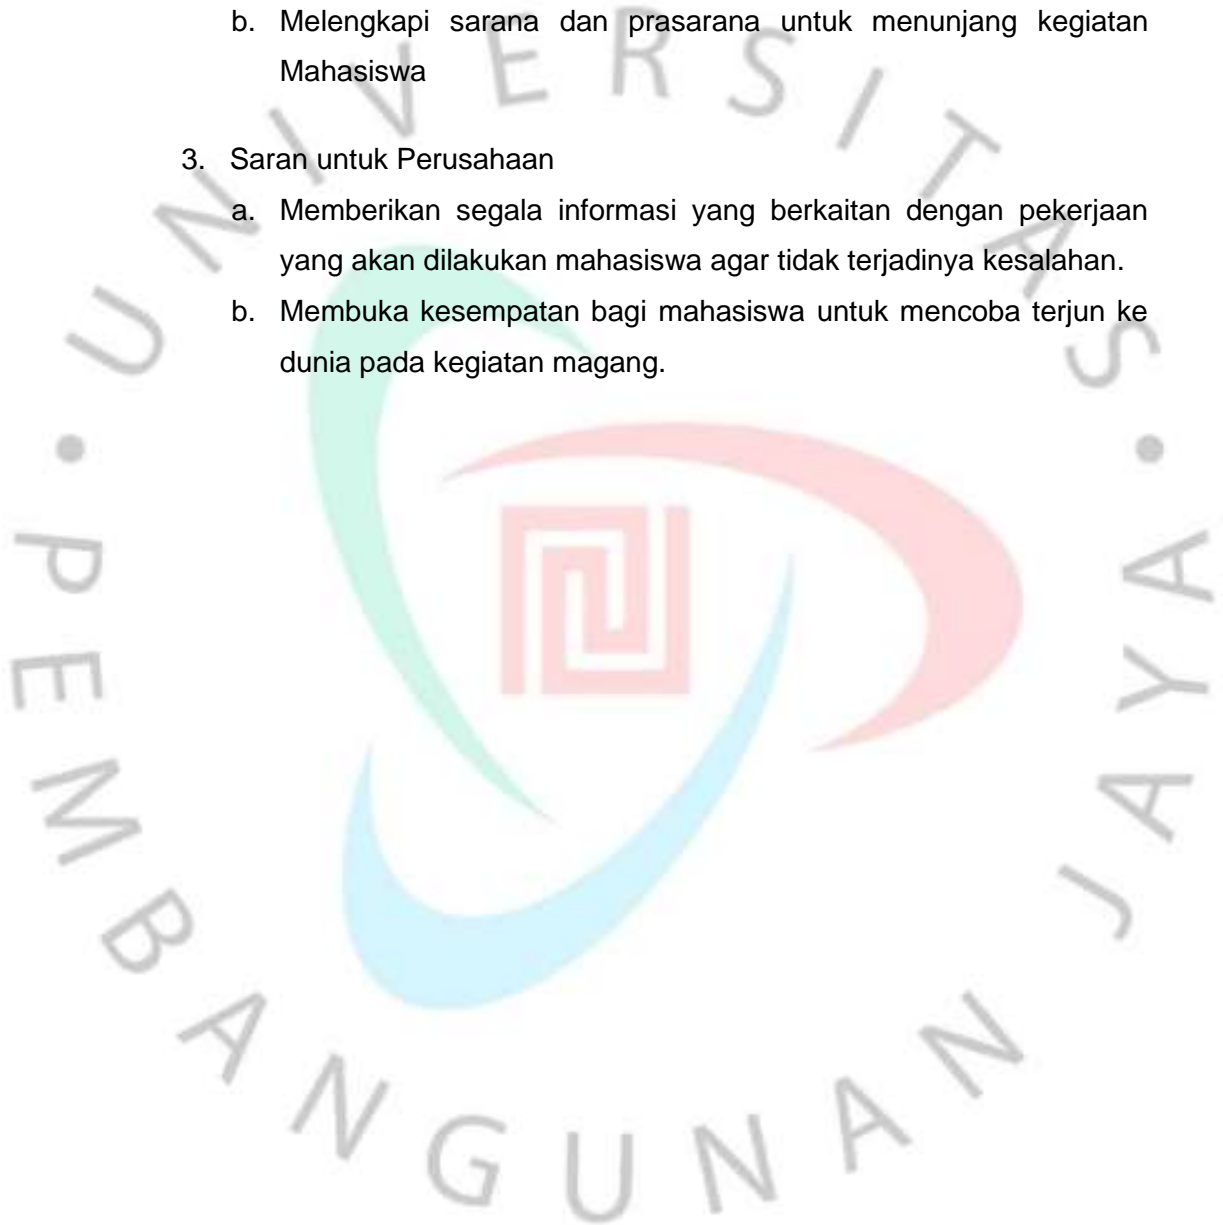 b. Melengkapi sarana dan prasarana untuk menunjang kegiatan
Mahasiswa
3. Saran untuk Perusahaan
a. Memberikan segala informasi yang berkaitan dengan pekerjaan
yang akan dilakukan mahasiswa agar tidak terjadinya kesalahan.
b. Membuka kesempatan bagi mahasiswa untuk mencoba terjun ke
dunia pada kegiatan magang.
UNIVERSITAS
• PEMBANGUNAN JAYA •